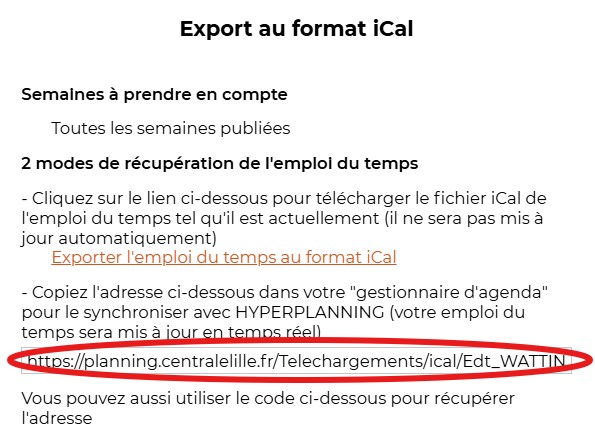 Export au format iCal
Semaines à prendre en compte
Toutes les semaines publiées
2 modes de récupération de l'emploi du temps
- Cliquez sur le lien ci-dessous pour télécharger le fichier iCal de
l'emploi du temps tel qu'il est actuellement (il ne sera pas mis à
jour automatiquement)
Exporter l'emploi du temps au format iCal
- Copiez l'adresse ci-dessous dans votre "gestionnaire d'agenda"
pour le synchroniser avec HYPERPLANNING (votre emploi du
temps sera mis à jour en temps réel)
https://planning.centralelille.fr/Telechargements/ical/Edt_WATTIN
Vous pouvez aussi utiliser le code ci-dessous pour récupérer
l'adresse